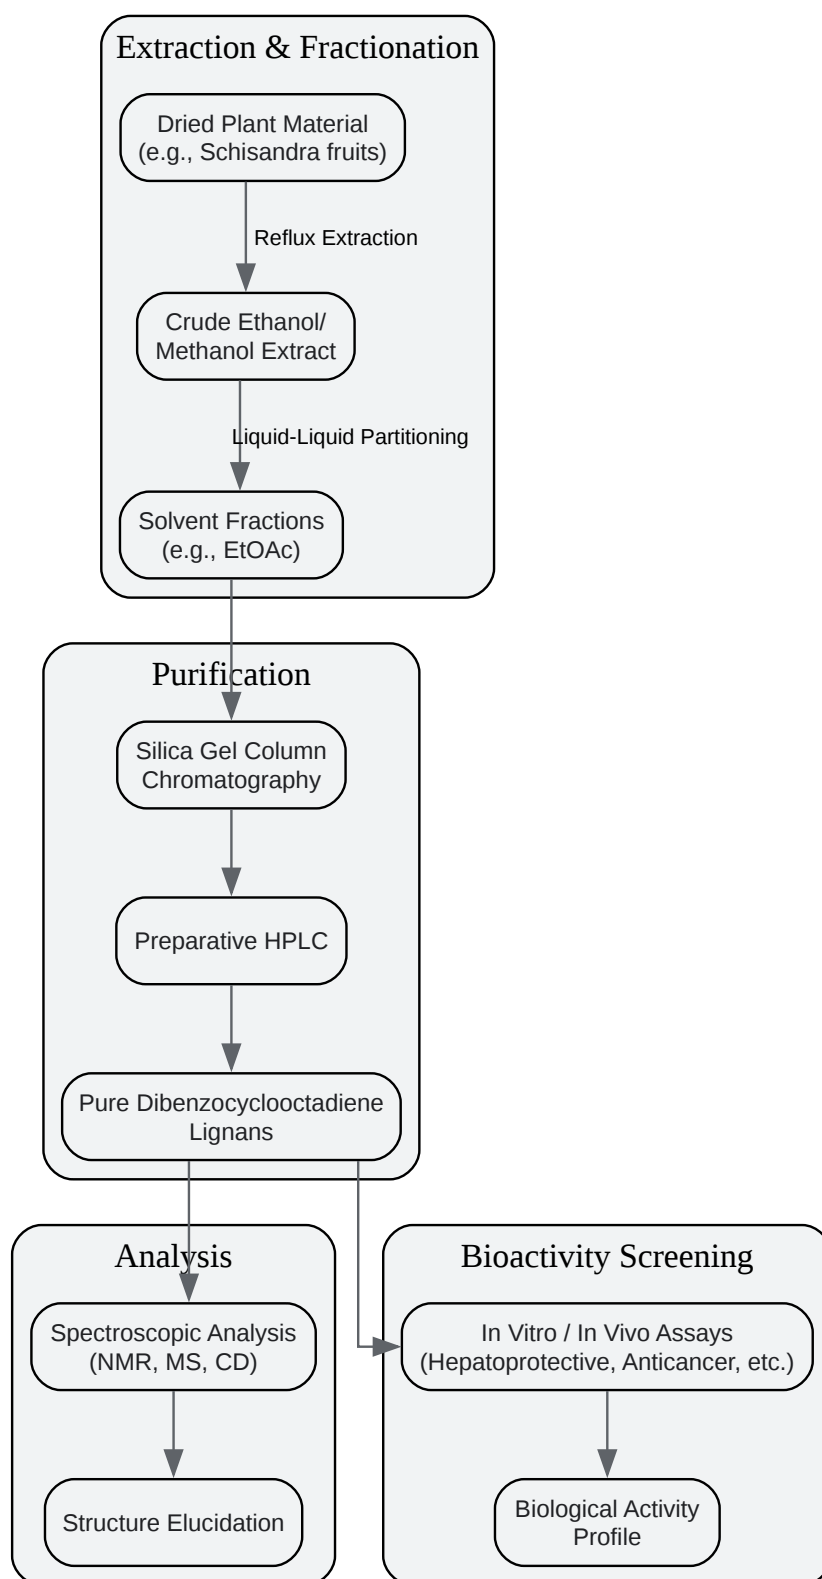 Extraction & Fractionation
Dried Plant Material
(e.g., Schisandra fruits)
Reflux Extraction
Crude Ethanol/
Methanol Extract
Liquid-Liquid Partitioning
Solvent Fractions
(e.g., EtOAc)
Purification
Silica Gel Column
Chromatography
Preparative HPLC
Pure Dibenzocyclooctadiene
Lignans
Analysis
Spectroscopic Analysis
(NMR, MS, CD)
Structure Elucidation
Bioactivity Screening
In Vitro / In Vivo Assays
(Hepatoprotective, Anticancer, etc.)
Biological Activity
Profile